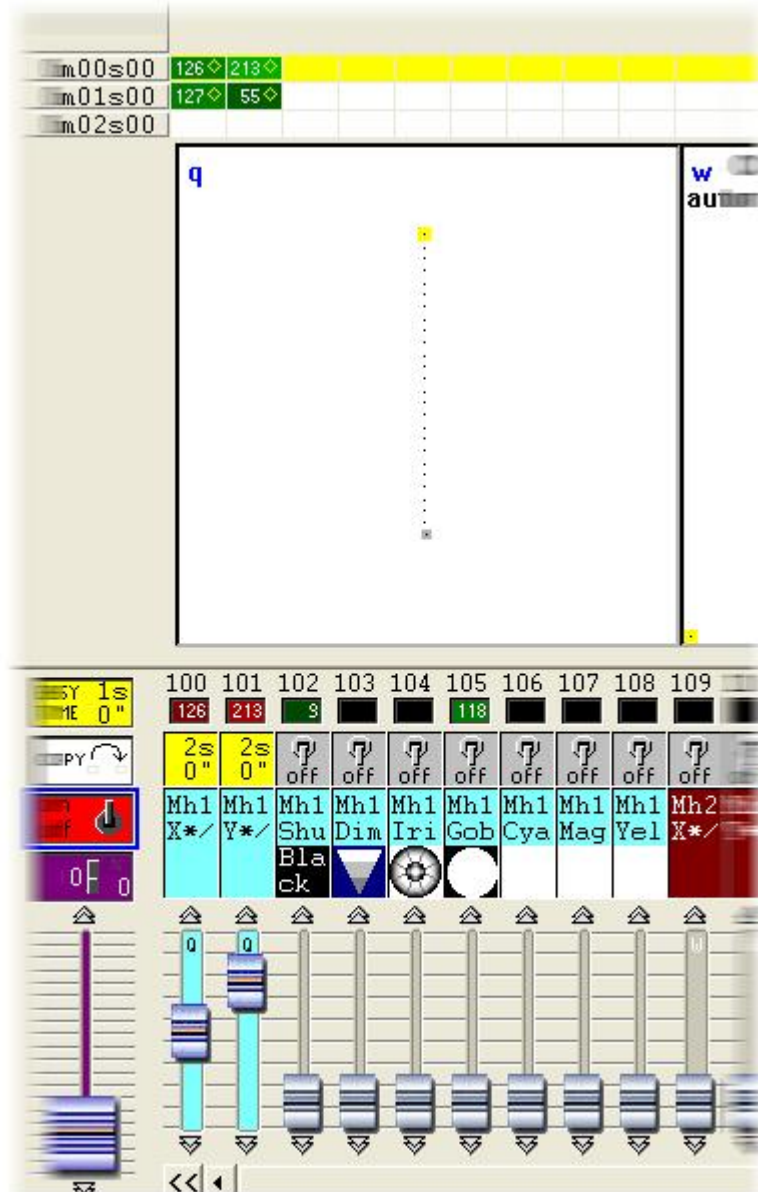 m00s00 126 213
m01s00 127 55
m02s00
q w
100 101 102 103 104 105 106 107 108 109
1s 0" 126 213 9 118
2s 2s off off off off off off off off
0" 0"
Mh1 Mh1 Mh1 Mh1 Mh1 Mh1 Mh1 Mh1 Mh1 Mh2
X*/ Y*/ Shu Dim Iri Gob Cya Mag Yel X*/
Black
0 0
Q Q W
<<